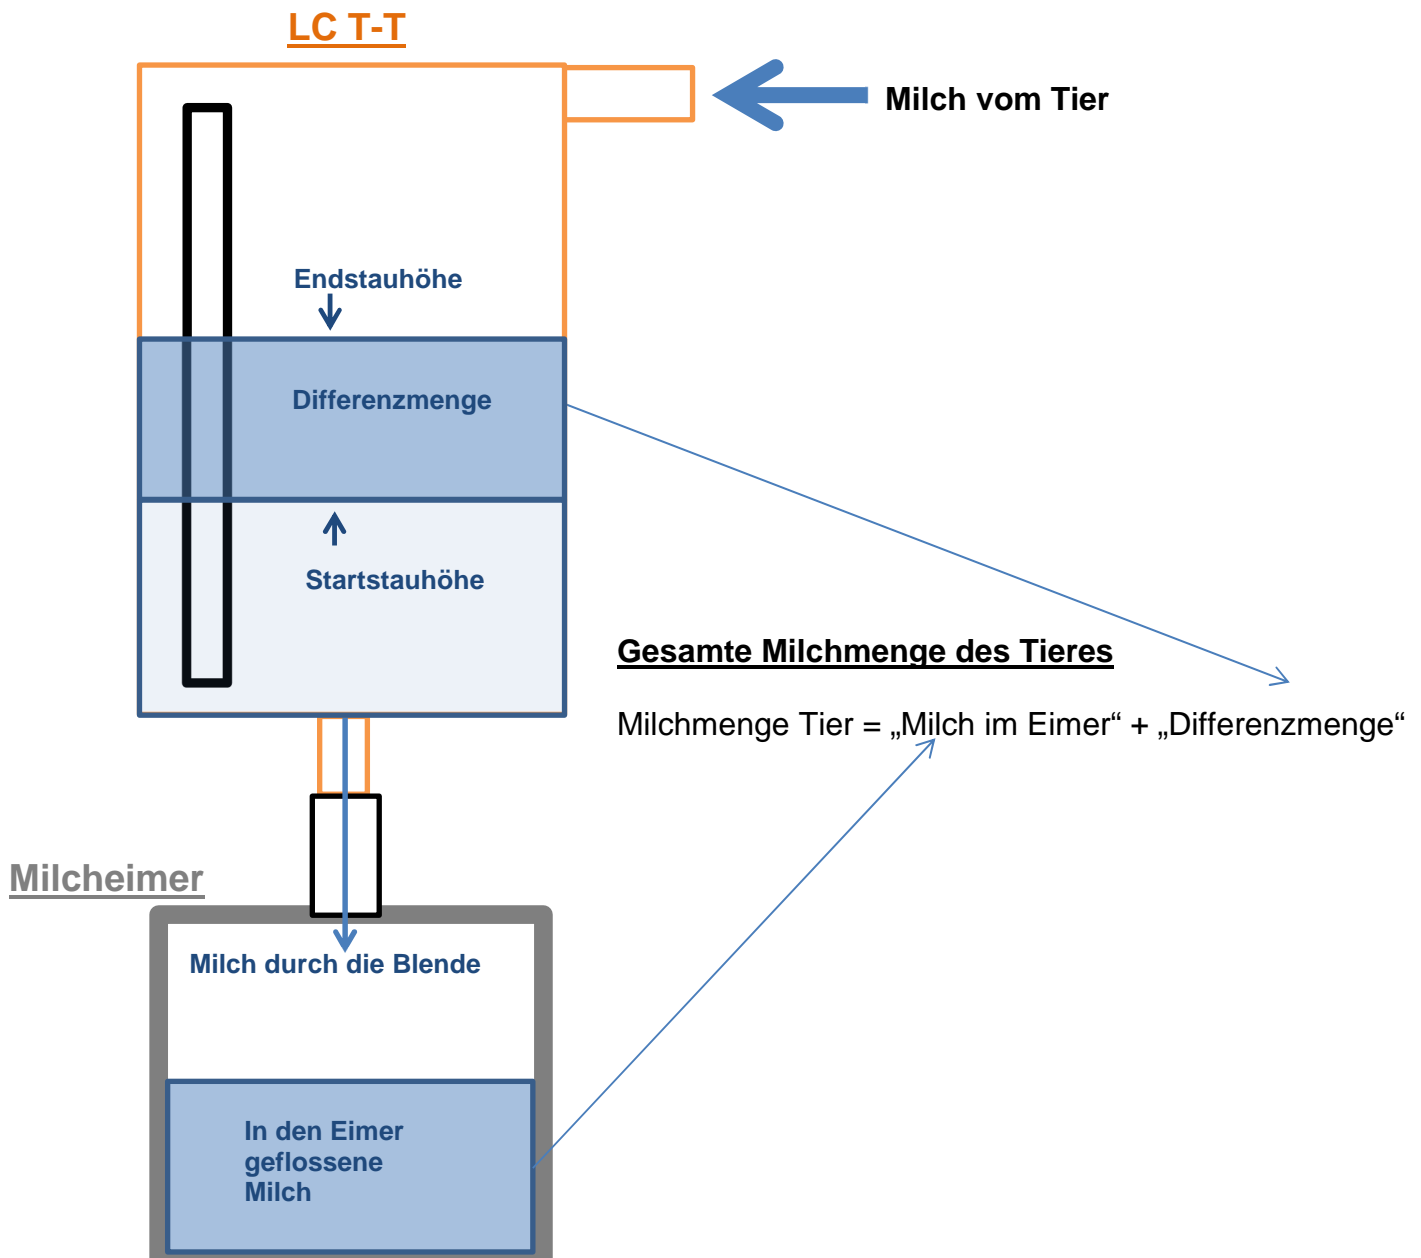 LC T-T
Milch vom Tier
Endstauhöhe
Differenzmenge
Startstauhöhe
Gesamte Milchmenge des Tieres
Milchmenge Tier = „Milch im Eimer“ + „Differenzmenge“
Milcheimer
Milch durch die Blende
In den Eimer
geflossene
Milch